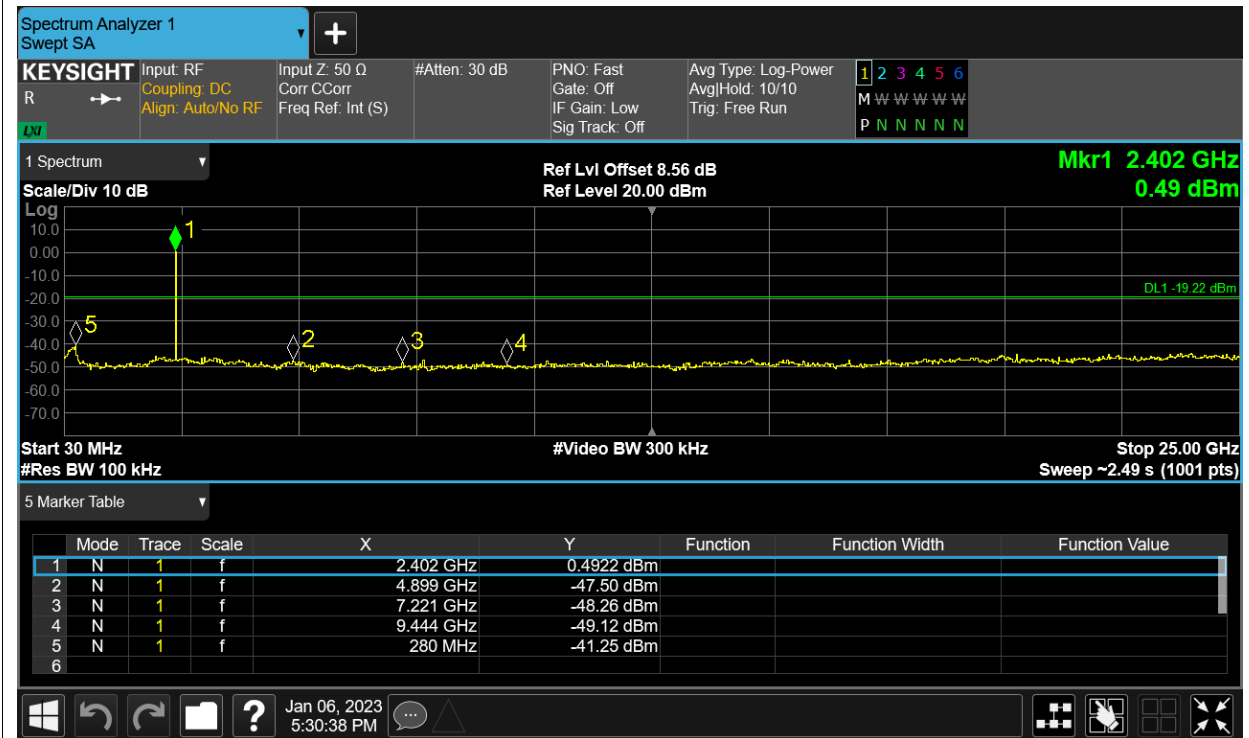 Spectrum Analyzer 1
Swept SA
▼
+
KEYSIGHT
R
LXI
Input: RF
Coupling: DC
Align: Auto/No RF
Input Z: 50 Ω
Corr CCorr
Freq Ref: Int (S)
#Atten: 30 dB
PNO: Fast
Gate: Off
IF Gain: Low
Sig Track: Off
Avg Type: Log-Power
Avg|Hold: 10/10
Trig: Free Run
1 2 3 4 5 6
M W W W W W
P N N N N N
1 Spectrum ▼
Scale/Div 10 dB
Ref Lvl Offset 8.56 dB
Ref Level 20.00 dBm
Mkr1 2.402 GHz
0.49 dBm
Log
10.0
0.00
-10.0
-20.0
-30.0
-40.0
-50.0
-60.0
-70.0
1
DL1 -19.22 dBm
5
2
3
4
Start 30 MHz
#Video BW 300 kHz
Stop 25.00 GHz
#Res BW 100 kHz
Sweep ~2.49 s (1001 pts)
5 Marker Table ▼
Mode Trace Scale X Y Function Function Width Function Value
1 N 1 f 2.402 GHz 0.4922 dBm
2 N 1 f 4.899 GHz -47.50 dBm
3 N 1 f 7.221 GHz -48.26 dBm
4 N 1 f 9.444 GHz -49.12 dBm
5 N 1 f 280 MHz -41.25 dBm
6
?
Jan 06, 2023
5:30:38 PM